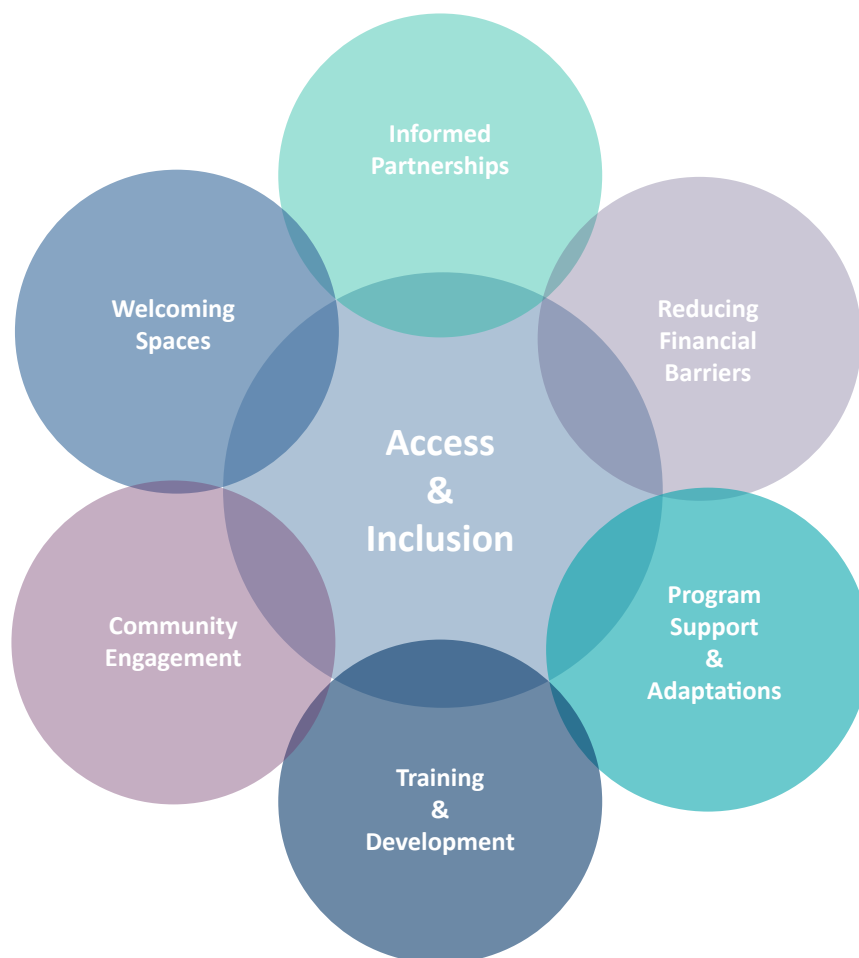 Informed
Partnerships
Welcoming
Spaces
Reducing
Financial
Barriers
Access
&
Inclusion
Community
Engagement
Program
Support
&
Adaptations
Training
&
Development